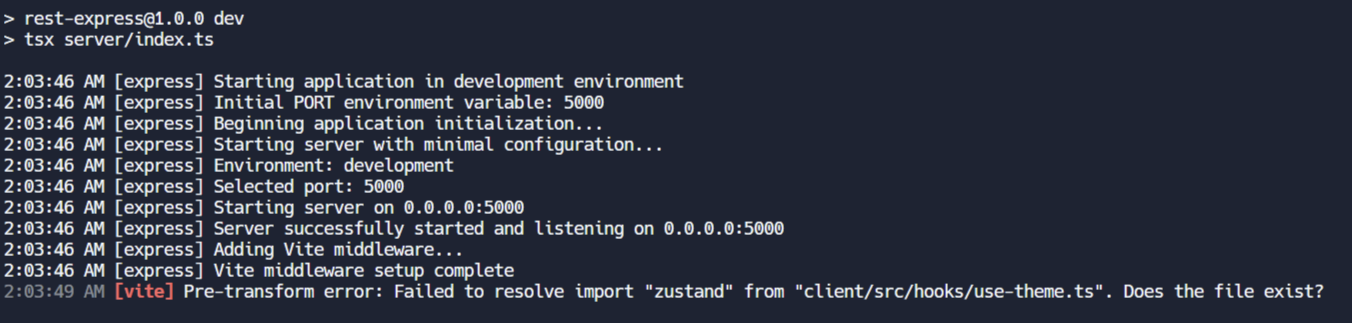 > rest-express@1.0.0 dev
> tsx server/index.ts
2:03:46 AM [express] Starting application in development environment
2:03:46 AM [express] Initial PORT environment variable: 5000
2:03:46 AM [express] Beginning application initialization...
2:03:46 AM [express] Starting server with minimal configuration...
2:03:46 AM [express] Environment: development
2:03:46 AM [express] Selected port: 5000
2:03:46 AM [express] Starting server on 0.0.0.0:5000
2:03:46 AM [express] Server successfully started and listening on 0.0.0.0:5000
2:03:46 AM [express] Adding Vite middleware...
2:03:46 AM [express] Vite middleware setup complete
2:03:49 AM [vite] Pre-transform error: Failed to resolve import "zustand" from "client/src/hooks/use-theme.ts". Does the file exist?